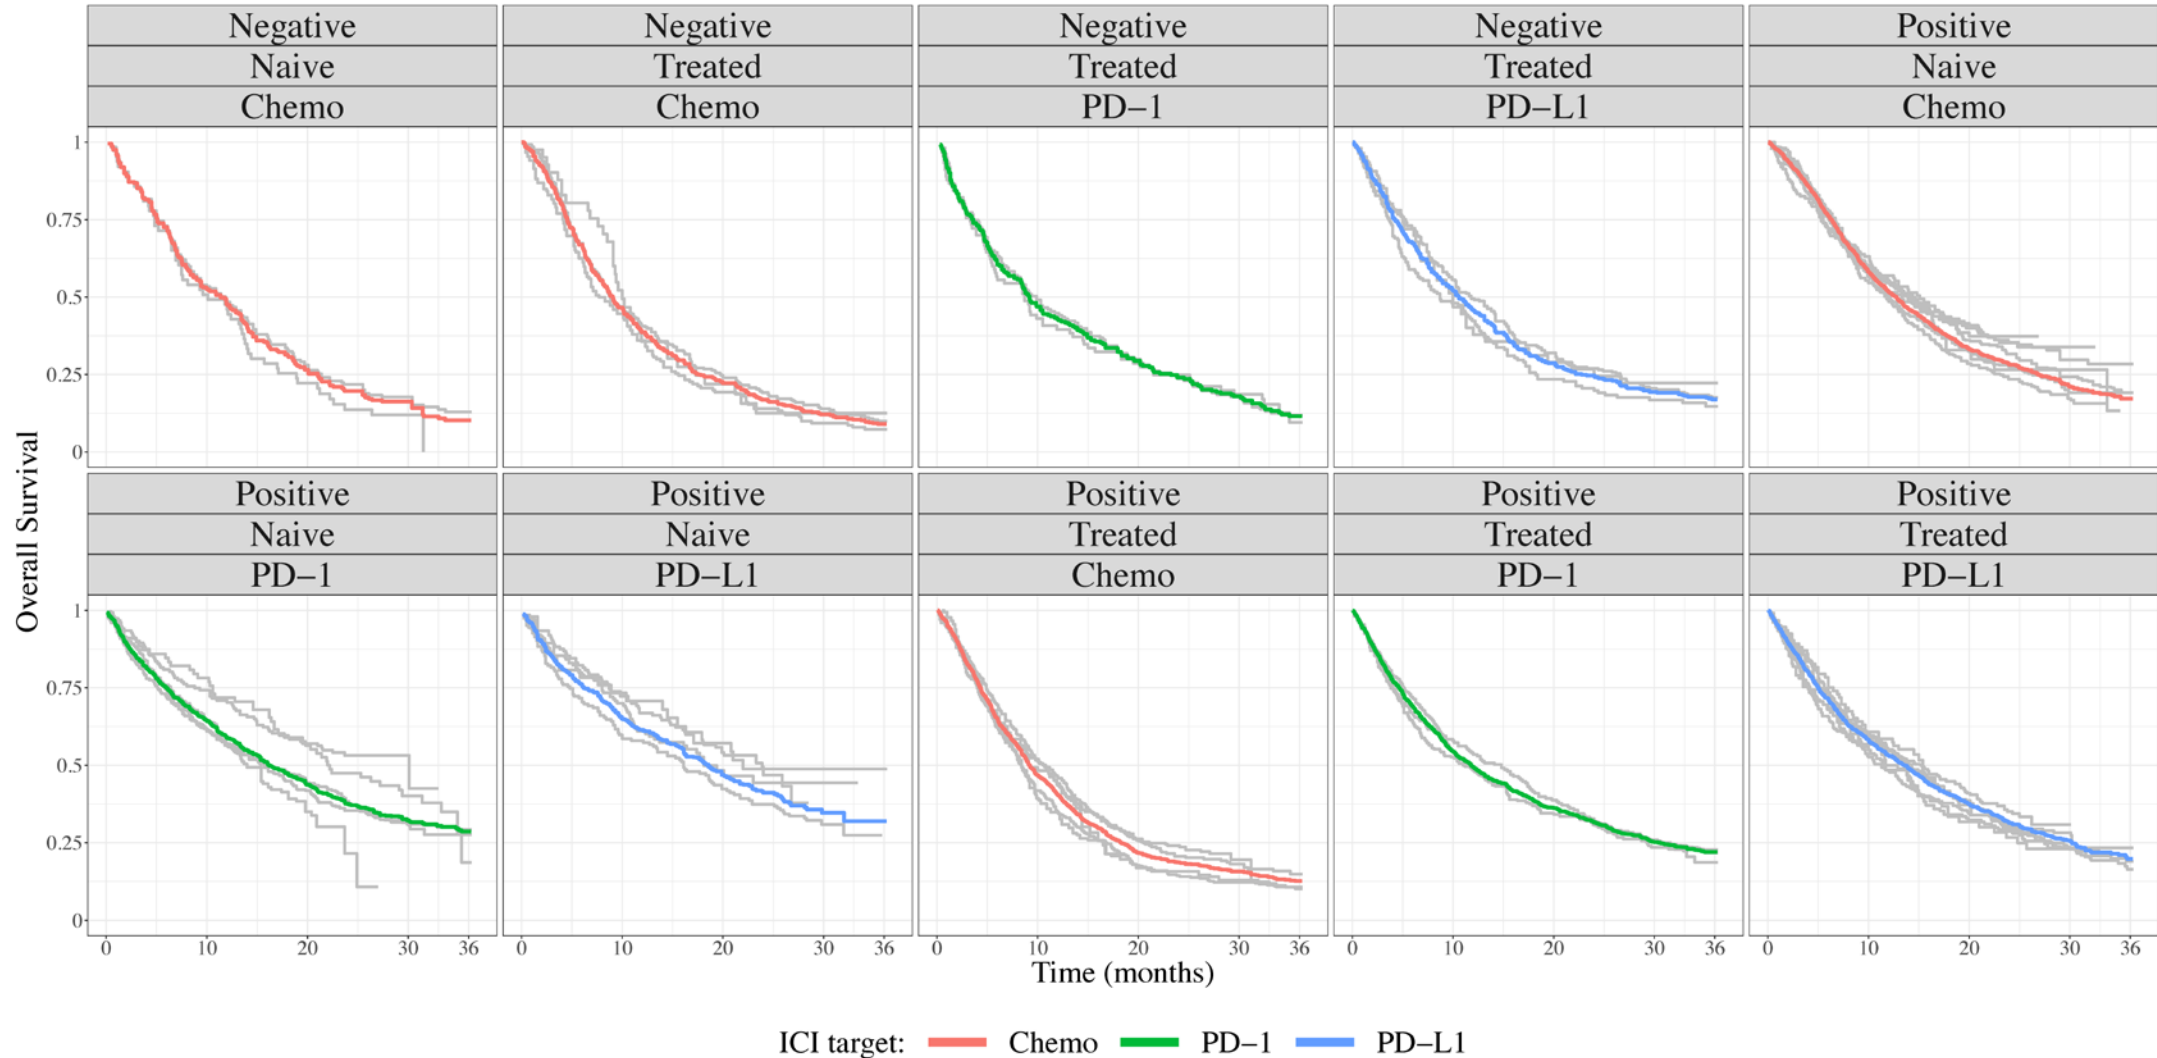 Negative Negative Negative Negative Positive
Naive Treated Treated Treated Naive
Chemo Chemo PD−1 PD−L1 Chemo
1
0.75
0.5
0.25
0
Positive Positive Positive Positive Positive
Naive Naive Treated Treated Treated
PD−1 PD−L1 Chemo PD−1 PD−L1
1
0.75
0.5
0.25
0
Overall Survival
0 10 20 30 36 0 10 20 30 36 0 10 20 30 36 0 10 20 30 36 0 10 20 30 36
Time (months)
ICI target: Chemo PD−1 PD−L1